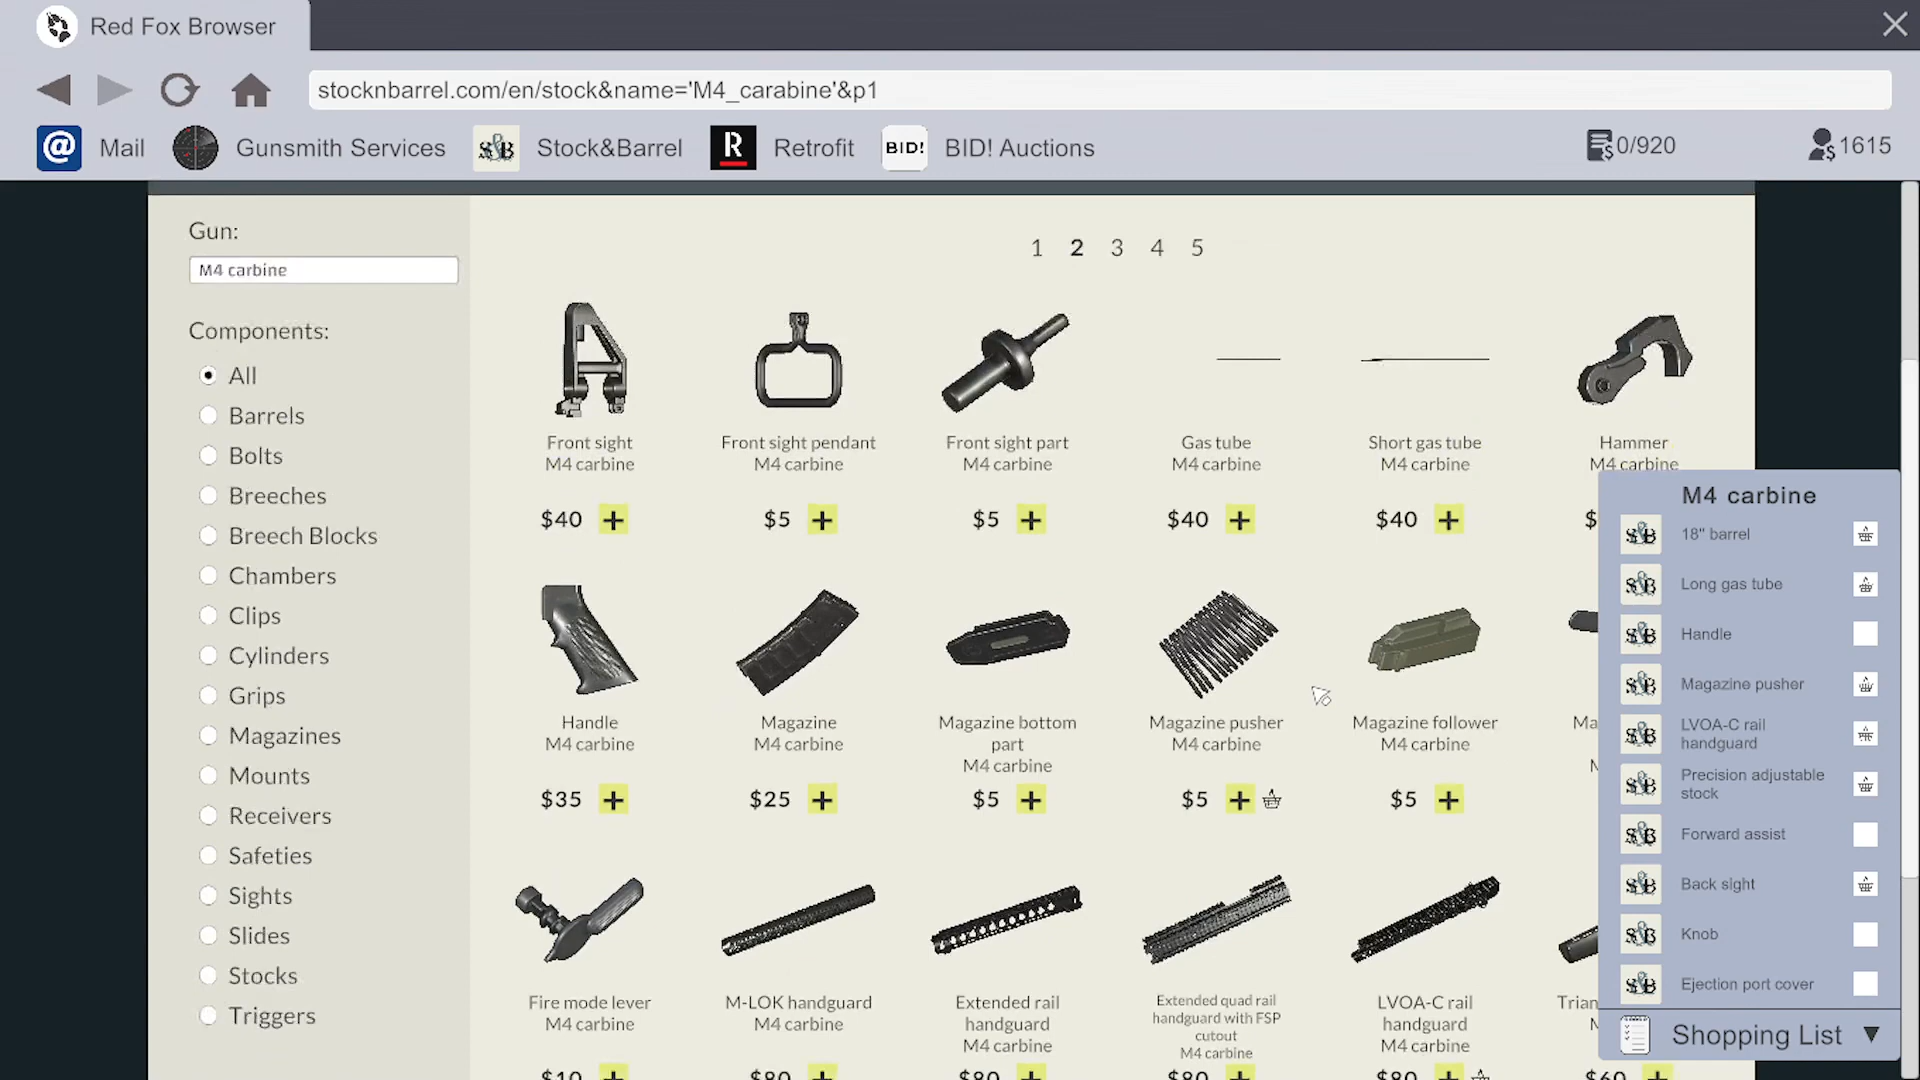 Red Fox Browser
stocknbarrel.com/en/stock&name='M4_carabine'&p1
@ Mail
Gunsmith Services
S&B Stock&Barrel
R Retrofit
BID! BID! Auctions
0/920
1615
Gun:
M4 carbine
Components:
All
Barrels
Bolts
Breeches
Breech Blocks
Chambers
Clips
Cylinders
Grips
Magazines
Mounts
Receivers
Safeties
Sights
Slides
Stocks
Triggers
1 2 3 4 5
Front sight
M4 carbine
$40 +
Front sight pendant
M4 carbine
$5 +
Front sight part
M4 carbine
$5 +
Gas tube
M4 carbine
$40 +
Short gas tube
M4 carbine
$40 +
Hammer
M4 carbine
$
Handle
M4 carbine
$35 +
Magazine
M4 carbine
$25 +
Magazine bottom
part
M4 carbine
$5 +
Magazine pusher
M4 carbine
$5 +
Magazine follower
M4 carbine
$5 +
Ma
Fire mode lever
M4 carbine
$10 +
M-LOK handguard
M4 carbine
$80 +
Extended rail
handguard
M4 carbine
$80 +
Extended quad rail
handguard with FSP
cutout
M4 carbine
$80 +
LVOA-C rail
handguard
M4 carbine
$80 +
Trian
$60 +
M4 carbine
S&B 18" barrel
S&B Long gas tube
S&B Handle
S&B Magazine pusher
S&B LVOA-C rail
handguard
S&B Precision adjustable
stock
S&B Forward assist
S&B Back sight
S&B Knob
S&B Ejection port cover
Shopping List